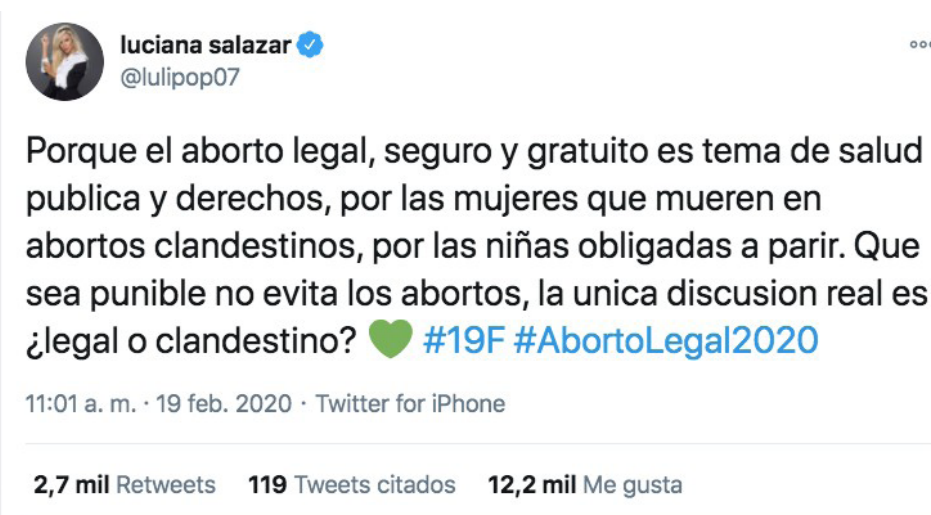 luciana salazar
@lulipop07
Porque el aborto legal, seguro y gratuito es tema de salud
publica y derechos, por las mujeres que mueren en
abortos clandestinos, por las niñas obligadas a parir. Que
sea punible no evita los abortos, la unica discusion real es
¿legal o clandestino? 💚 #19F #AbortoLegal2020
11:01 a. m. · 19 feb. 2020 · Twitter for iPhone
2,7 mil Retweets 119 Tweets citados 12,2 mil Me gusta